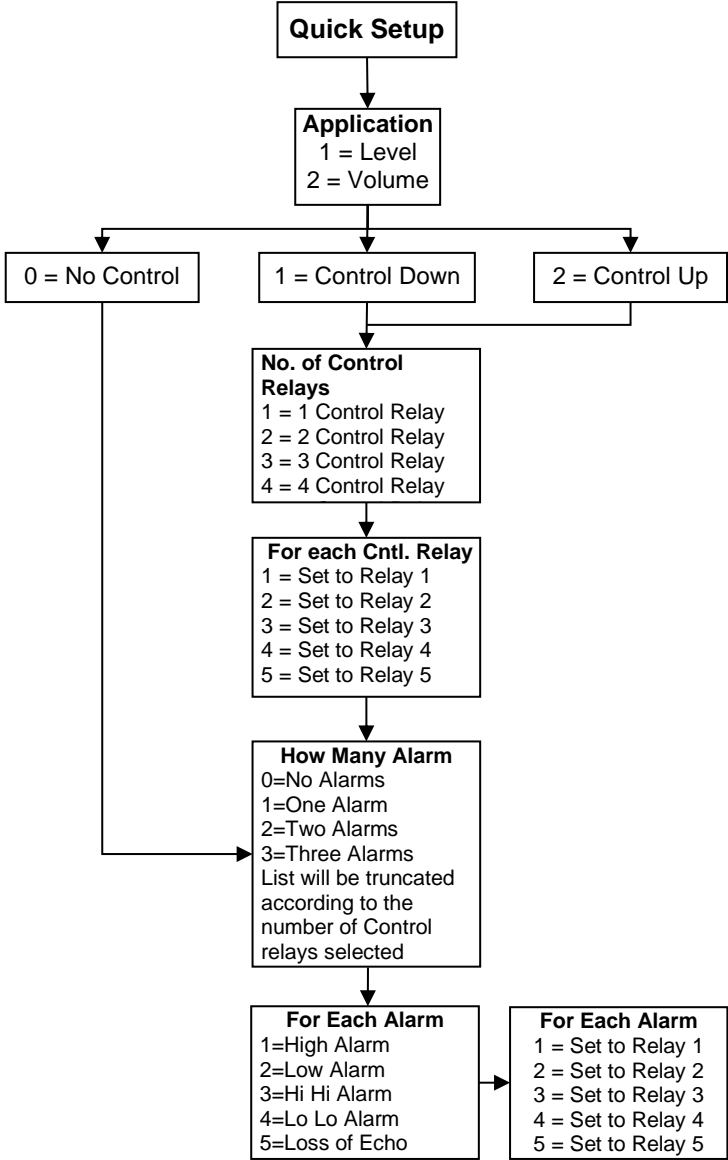 Quick Setup
Application
1 = Level
2 = Volume
0 = No Control
1 = Control Down
2 = Control Up
No. of Control
Relays
1 = 1 Control Relay
2 = 2 Control Relay
3 = 3 Control Relay
4 = 4 Control Relay
For each Cntl. Relay
1 = Set to Relay 1
2 = Set to Relay 2
3 = Set to Relay 3
4 = Set to Relay 4
5 = Set to Relay 5
How Many Alarm
0=No Alarms
1=One Alarm
2=Two Alarms
3=Three Alarms
List will be truncated
according to the
number of Control
relays selected
For Each Alarm
1=High Alarm
2=Low Alarm
3=Hi Hi Alarm
4=Lo Lo Alarm
5=Loss of Echo
For Each Alarm
1 = Set to Relay 1
2 = Set to Relay 2
3 = Set to Relay 3
4 = Set to Relay 4
5 = Set to Relay 5